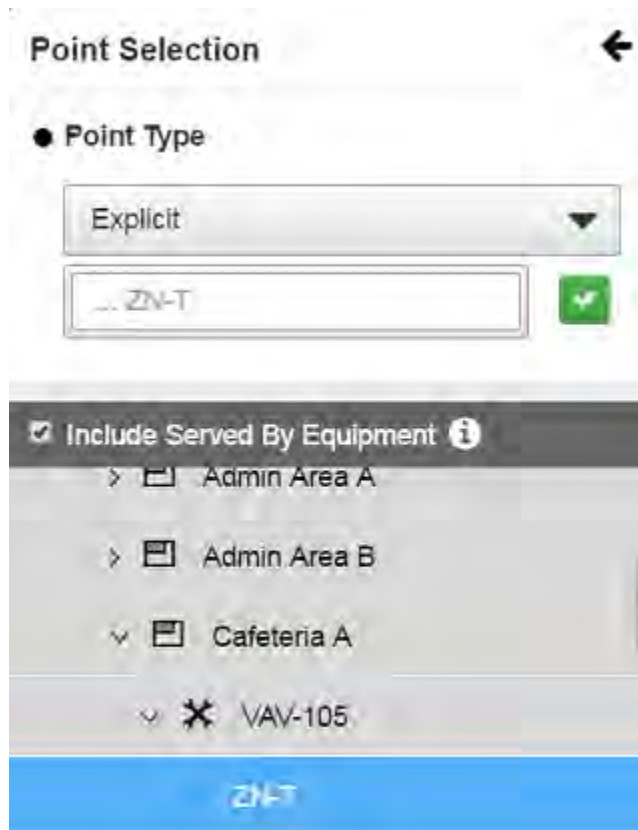 Point Selection
Point Type
Explicit
... ZN-T
Include Served By Equipment
Admin Area A
Admin Area B
Cafeteria A
VAV-105
ZN-T